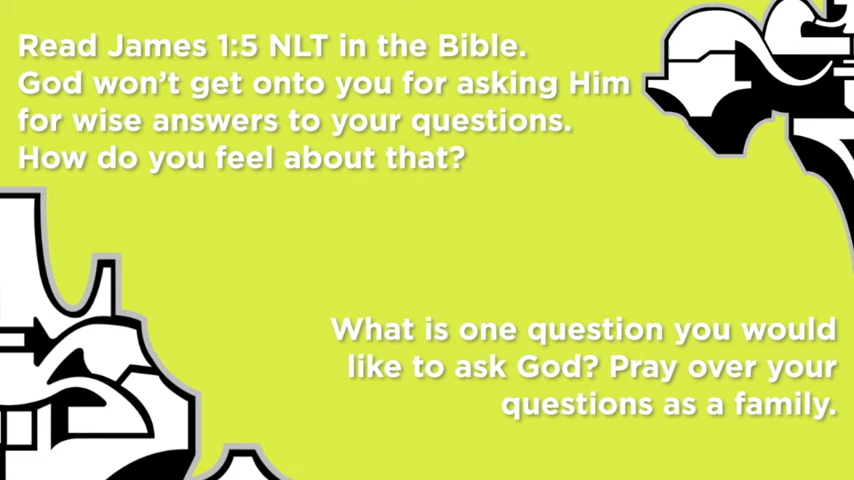 Read James 1:5 NLT in the Bible.
God won’t get onto you for asking Him
for wise answers to your questions.
How do you feel about that?
What is one question you would
like to ask God? Pray over your
questions as a family.